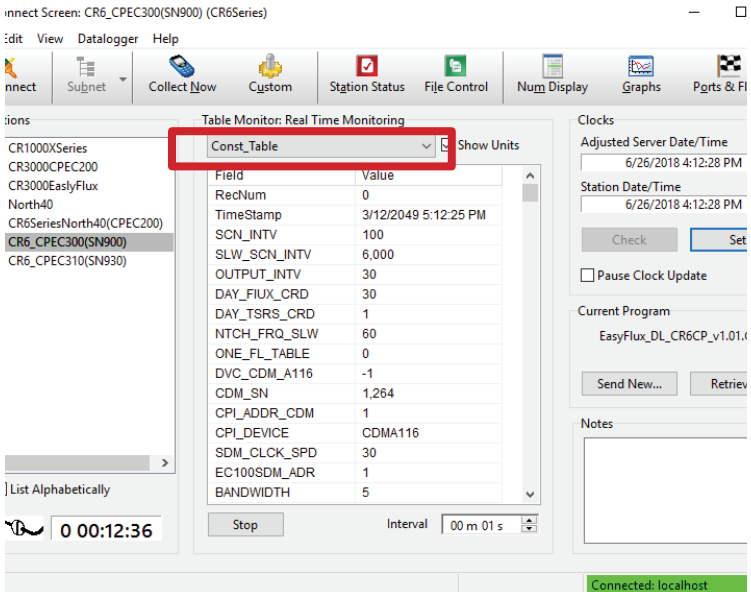 onnect Screen: CR6_CPEC300(SN900) (CR6Series)
Edit View Datalogger Help
nnect Subnet Collect Now Custom Station Status File Control Num Display Graphs Ports & Fl
tions
CR1000XSeries
CR3000CPEC200
CR3000EaslyFlux
North40
CR6SeriesNorth40(CPEC200)
CR6_CPEC300(SN900)
CR6_CPEC310(SN930)
List Alphabetically
0 00:12:36
Table Monitor: Real Time Monitoring
Const_Table Show Units
Field Value
RecNum 0
TimeStamp 3/12/2049 5:12:25 PM
SCN_INTV 100
SLW_SCN_INTV 6,000
OUTPUT_INTV 30
DAY_FIUX_CRD 30
DAY_TSRS_CRD 1
NTCH_FRQ_SLW 60
ONE_FL_TABLE 0
DVC_CDM_A116 -1
CDM_SN 1,264
CPI_ADDR_CDM 1
CPI_DEVICE CDMA116
SDM_CLCK_SPD 30
EC100SDM_ADR 1
BANDWIDTH 5
Stop Interval 00 m 01 s
Clocks
Adjusted Server Date/Time
6/26/2018 4:12:28 PM
Station Date/Time
6/26/2018 4:12:28 PM
Check Set
Pause Clock Update
Current Program
EasyFlux_DL_CR6CP_v1.01.
Send New... Retriev
Notes
Connected: localhost